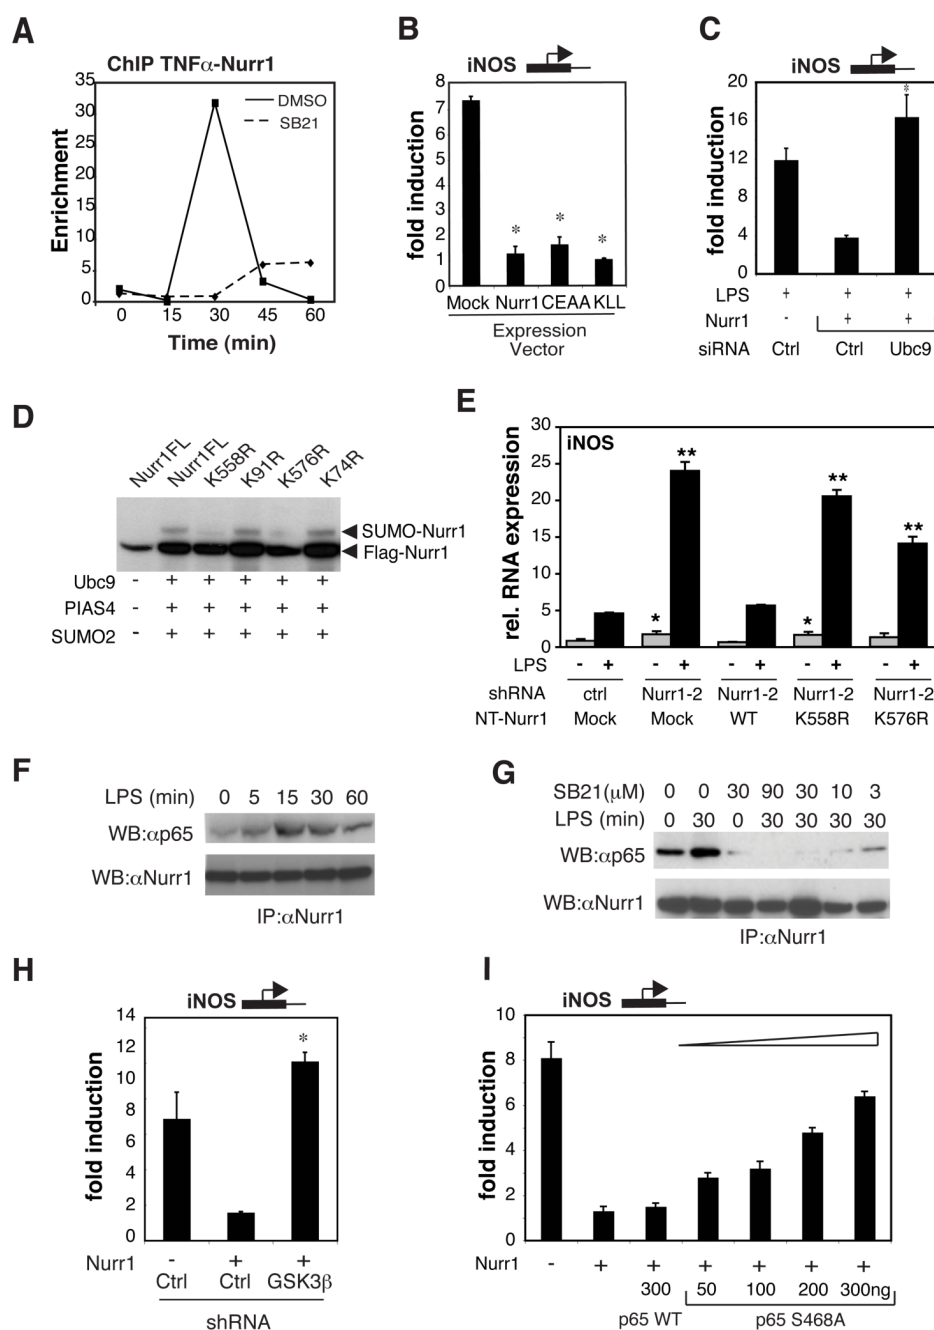 A
ChIP TNFα-Nurr1
DMSO
SB21
35
30
25
20
15
10
5
0
Enrichment
0 15 30 45 60
Time (min)
B
iNOS
8
7
6
5
4
3
2
1
0
fold induction
* * *
Mock Nurr1 CEAA KLL
Expression
Vector
C
iNOS
20
16
12
8
4
0
fold induction
*
LPS + + +
Nurr1 - + +
siRNA Ctrl Ctrl Ubc9
D
Nurr1FL Nurr1FL K558R K91R K576R K74R
SUMO-Nurr1
Flag-Nurr1
Ubc9 - + + + + +
PIAS4 - + + + + +
SUMO2 - + + + + +
E
iNOS
30
25
20
15
10
5
0
rel. RNA expression
* ** * ** **
LPS - + - + - + - + - +
shRNA ctrl Nurr1-2 Nurr1-2 Nurr1-2 Nurr1-2
NT-Nurr1 Mock Mock WT K558R K576R
F
LPS (min) 0 5 15 30 60
WB:αp65
WB:αNurr1
IP:αNurr1
G
SB21(μM) 0 0 30 90 30 10 3
LPS (min) 0 30 0 30 30 30 30
WB:αp65
WB:αNurr1
IP:αNurr1
H
iNOS
14
12
10
8
6
4
2
0
fold induction
*
Nurr1 - + +
Ctrl Ctrl GSK3β
shRNA
I
iNOS
10
8
6
4
2
0
fold induction
Nurr1 - + + + + + +
300 50 100 200 300ng
p65 WT p65 S468A